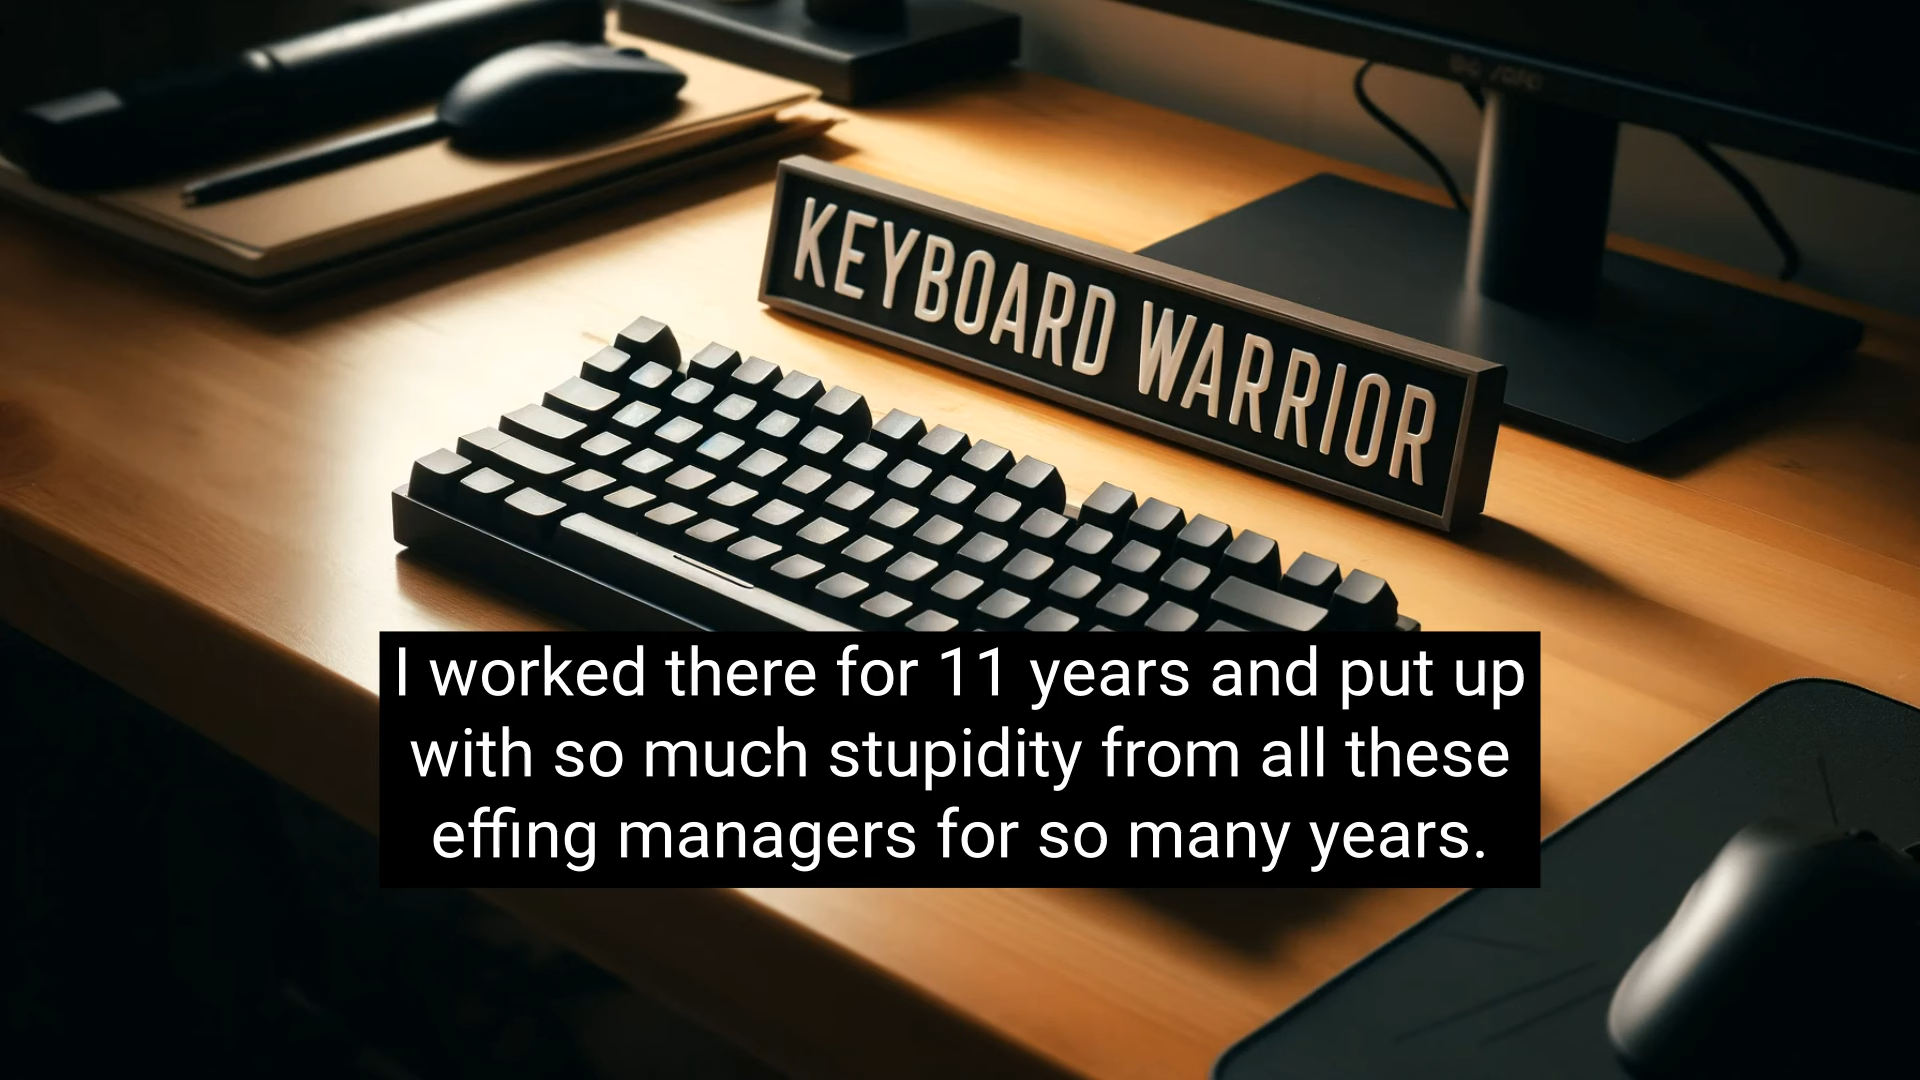 KEYBOARD WARRIOR
I worked there for 11 years and put up
with so much stupidity from all these
effing managers for so many years.